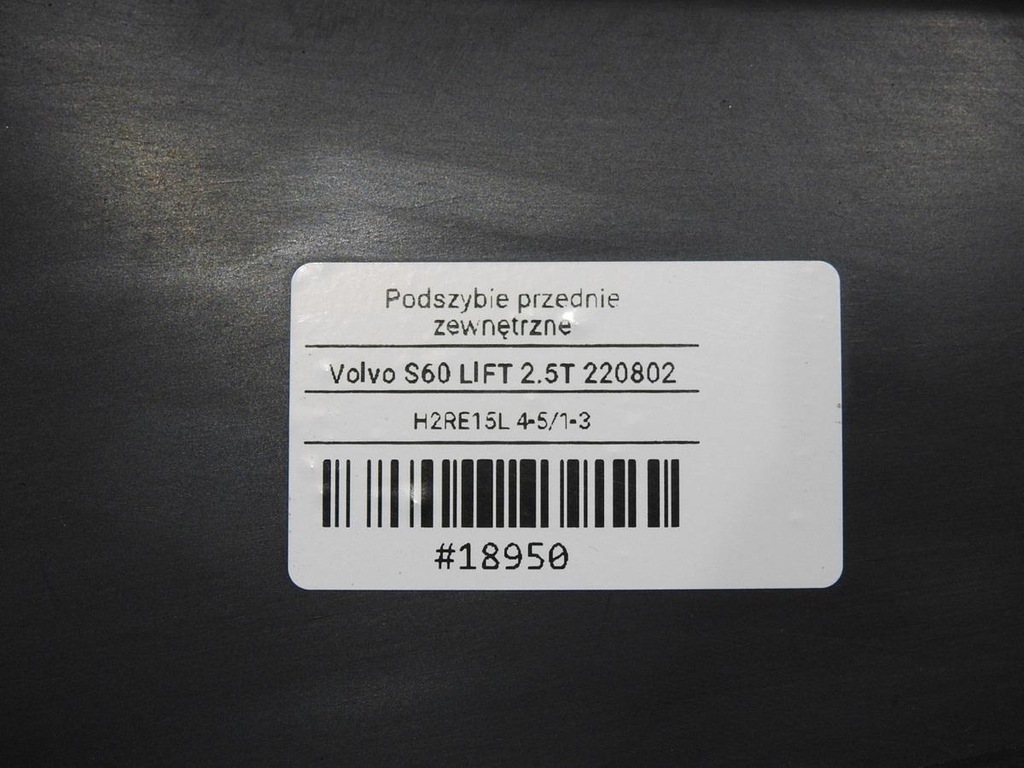 Podszybie przednie
zewnętrzne
Volvo S60 LIFT 2.5T 220802
H2RE15L 4-5/1-3
#18950